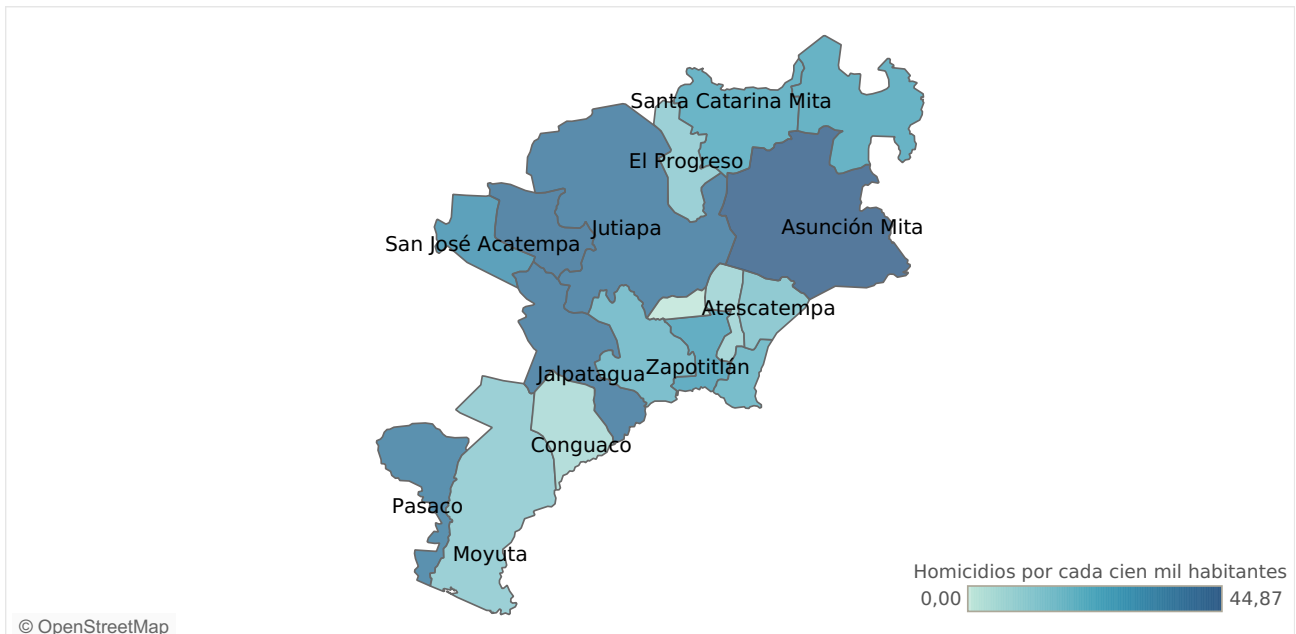 Santa Catarina Mita
El Progreso
Jutiapa
Asunción Mita
San José Acatempa
Atescatempa
Zapotitlán
Jalpatagua
Conguaco
Pasaco
Moyuta
Homicidios por cada cien mil habitantes
0,00 44,87
© OpenStreetMap